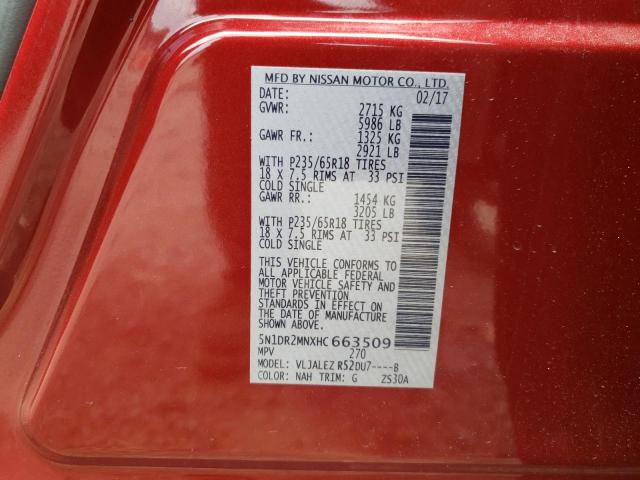 MFD BY NISSAN MOTOR CO., LTD.
DATE: 02/17
GVWR: 2715 KG
5986 LB
GAWR FR.: 1325 KG
2921 LB
WITH P235/65R18 TIRES
18 X 7.5 RIMS AT 33 PSI
COLD SINGLE
GAWR RR.: 1454 KG
3205 LB
WITH P235/65R18 TIRES
18 X 7.5 RIMS AT 33 PSI
COLD SINGLE
THIS VEHICLE CONFORMS TO
ALL APPLICABLE FEDERAL
MOTOR VEHICLE SAFETY AND
THEFT PREVENTION
STANDARDS IN EFFECT ON
THE DATE OF MANUFACTURE
SHOWN ABOVE.
5N1DR2MNXHC663509
MPV 270
MODEL: VLJALEZ R52DU7----B
COLOR: NAH TRIM: G ZS30A